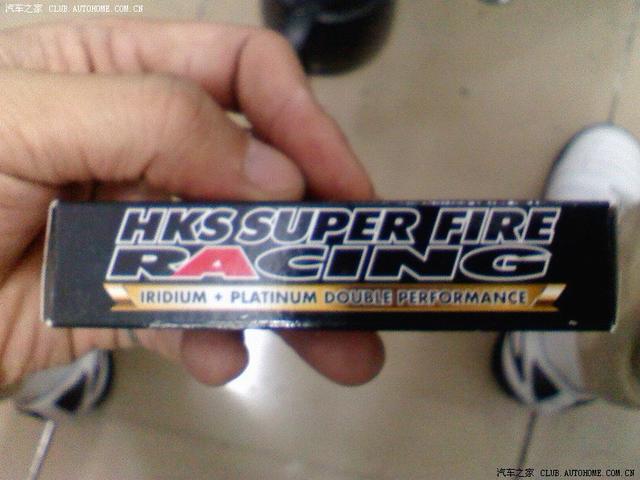 汽车之家 CLUB.AUTOHOME.COM.CN
HKS SUPER FIRE
RACING
IRIDIUM + PLATINUM DOUBLE PERFORMANCE
汽车之家 CLUB.AUTOHOME.COM.CN